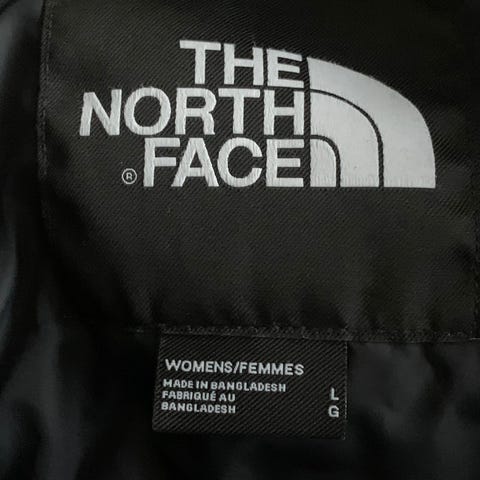 THE
NORTH
FACE
®
WOMENS/FEMMES
MADE IN BANGLADESH
FABRIQUÉ AU
BANGLADESH
L
G